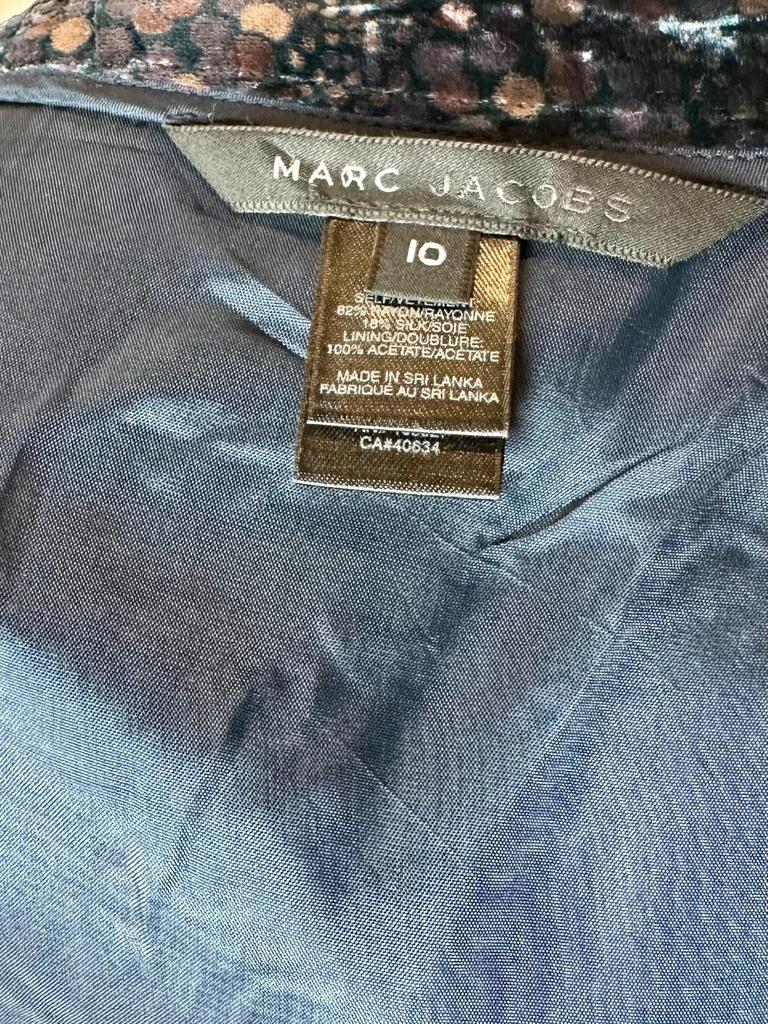 MARC JACOBS
10
SELF/VETEMENT:
82% RAYON/RAYONNE
18% SILK/SOIE
LINING/DOUBLURE:
100% ACETATE/ACETATE
MADE IN SRI LANKA
FABRIQUE AU SRI LANKA
CA#40634